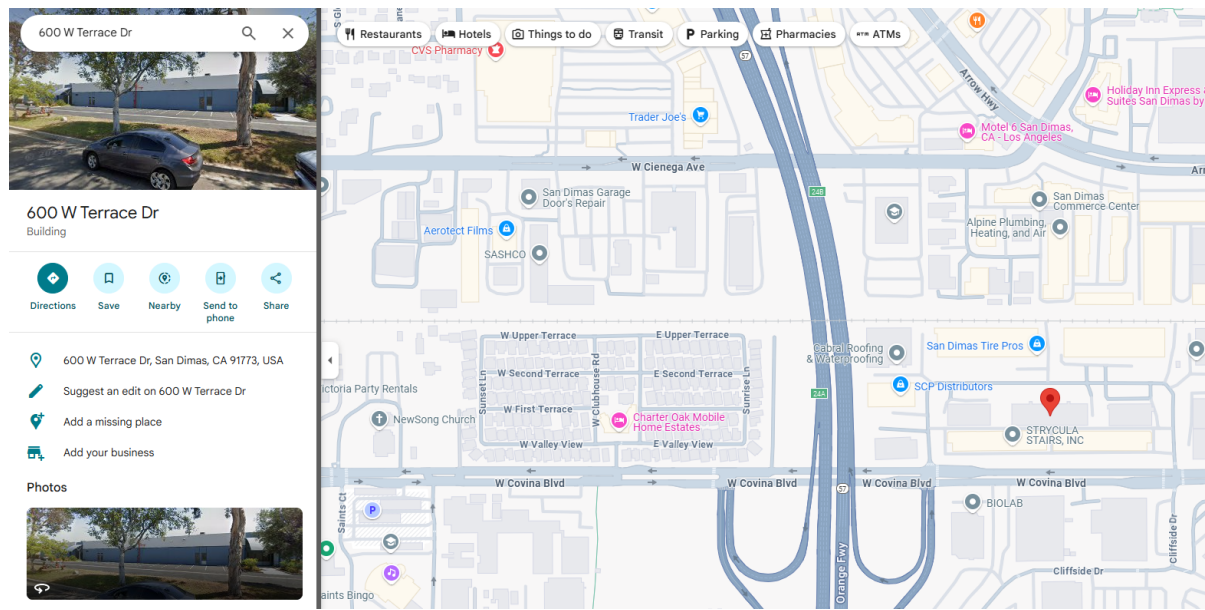 600 W Terrace Dr
600 W Terrace Dr
Building
Directions
Save
Nearby
Send to
phone
Share
600 W Terrace Dr, San Dimas, CA 91773, USA
Suggest an edit on 600 W Terrace Dr
Add a missing place
Add your business
Photos
Restaurants
Hotels
Things to do
Transit
P Parking
Pharmacies
ATM ATMs
CVS Pharmacy
57
Arrow Hwy
Holiday Inn Express &
Suites San Dimas by
Trader Joe's
Motel 6 San Dimas,
CA - Los Angeles
W Cienega Ave
Arr
24B
San Dimas Garage
Door's Repair
San Dimas
Commerce Center
Aerotect Films
Alpine Plumbing,
Heating, and Air
SASHCO
W Upper Terrace
E Upper Terrace
Cabral Roofing
& Waterproofing
San Dimas Tire Pros
W Second Terrace
E Second Terrace
W Clubhouse Rd
Sunset Ln
Sunrise Ln
ictoria Party Rentals
SCP Distributors
24A
W First Terrace
NewSong Church
Charter Oak Mobile
Home Estates
STRYCULA
STAIRS, INC
W Valley View
E Valley View
W Covina Blvd
W Covina Blvd
W Covina Blvd
W Covina Blvd
57
Saints Ct
P
BIOLAB
Cliffside Dr
Orange Fwy
Cliffside Dr
aints Bingo